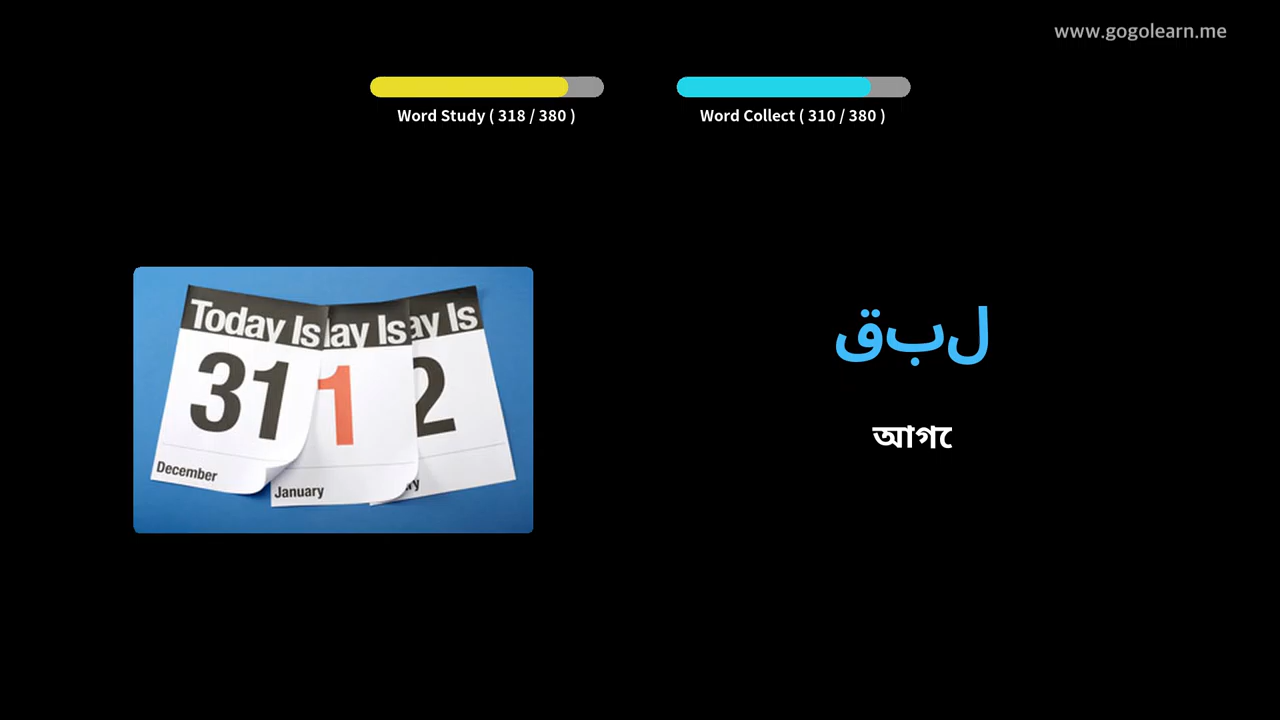 www.gogolearn.me
Word Study ( 318 / 380 )
Word Collect ( 310 / 380 )
Today Is
ay Is
ay Is
31
1
2
December
January
ry
لبق
আগে